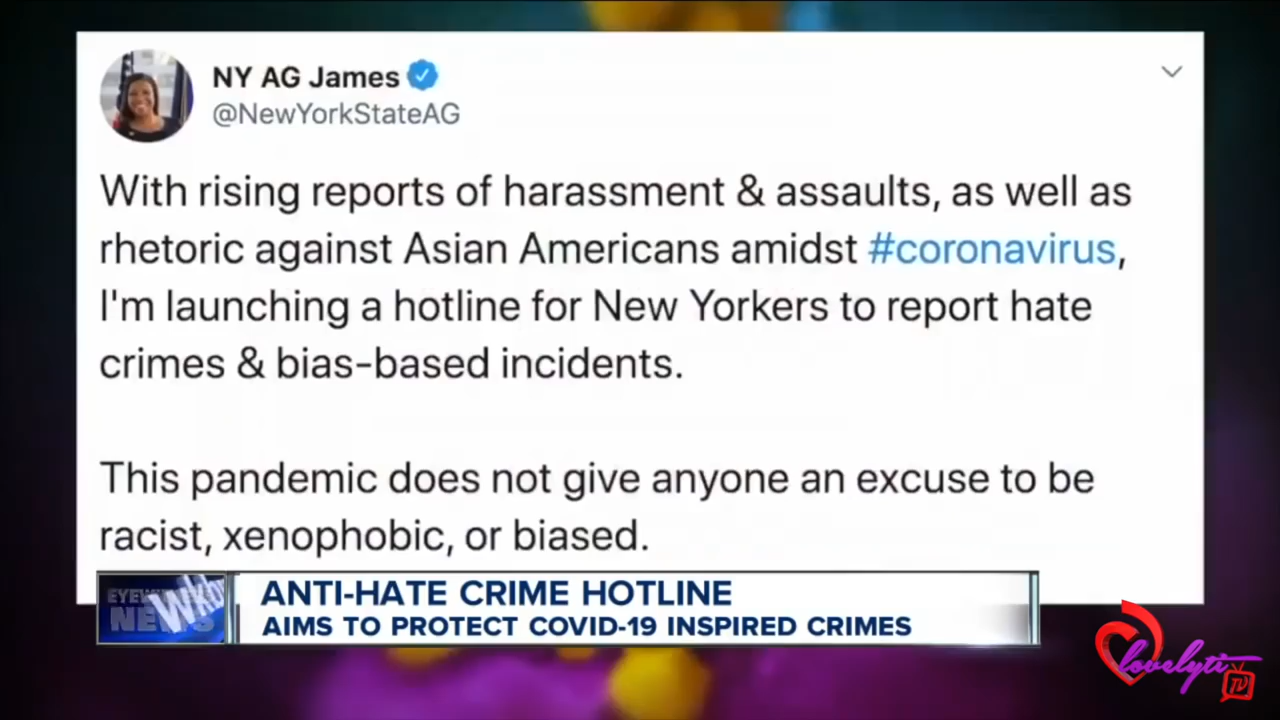 NY AG James
@NewYorkStateAG
With rising reports of harassment & assaults, as well as
rhetoric against Asian Americans amidst #coronavirus,
I'm launching a hotline for New Yorkers to report hate
crimes & bias-based incidents.
This pandemic does not give anyone an excuse to be
racist, xenophobic, or biased.
ANTI-HATE CRIME HOTLINE
AIMS TO PROTECT COVID-19 INSPIRED CRIMES
NEWS
lovelyti
TV